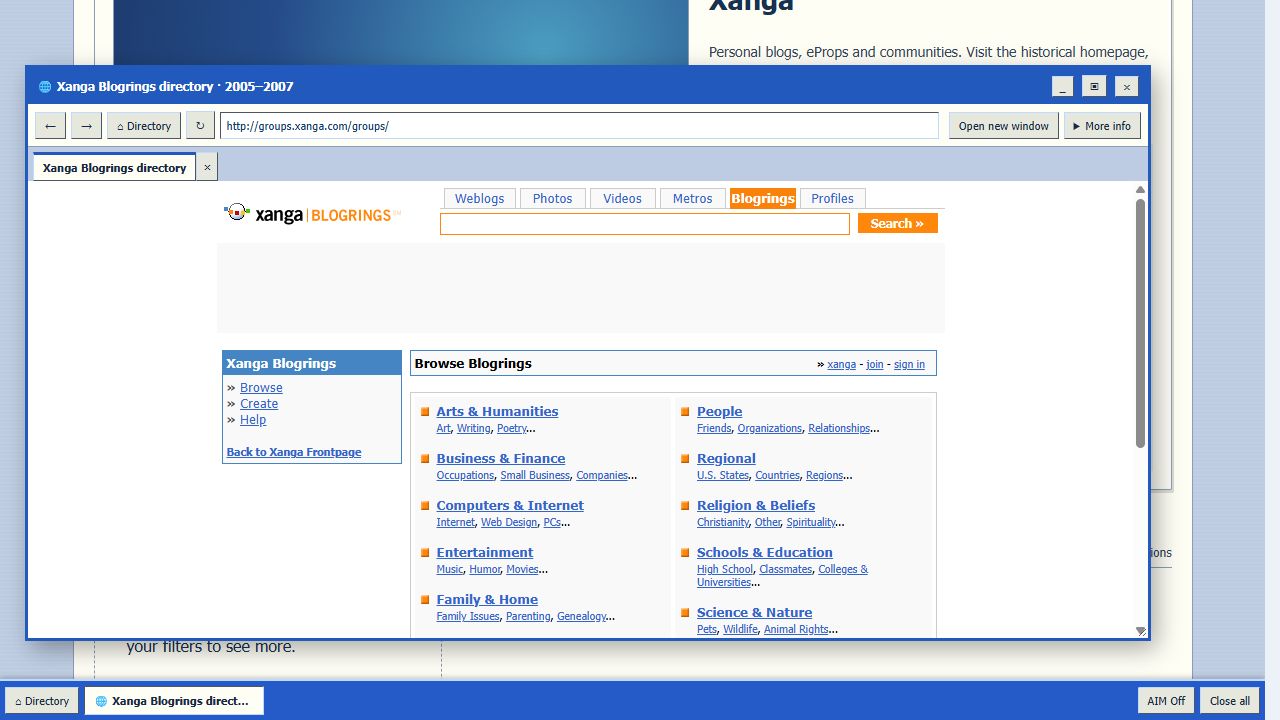 Xanga
Personal blogs, eProps and communities. Visit the historical homepage,
Xanga Blogrings directory · 2005–2007
_ ▣ ×
← → ⌂ Directory ↻ http://groups.xanga.com/groups/ Open new window ▶ More info
Xanga Blogrings directory ×
Weblogs Photos Videos Metros Blogrings Profiles
xanga | BLOGRINGS
Search »
Xanga Blogrings
» Browse
» Create
» Help
Back to Xanga Frontpage
Browse Blogrings » xanga - join - sign in
Arts & Humanities
Art, Writing, Poetry...
Business & Finance
Occupations, Small Business, Companies...
Computers & Internet
Internet, Web Design, PCs...
Entertainment
Music, Humor, Movies...
Family & Home
Family Issues, Parenting, Genealogy...
People
Friends, Organizations, Relationships...
Regional
U.S. States, Countries, Regions...
Religion & Beliefs
Christianity, Other, Spirituality...
Schools & Education
High School, Classmates, Colleges &
Universities...
Science & Nature
Pets, Wildlife, Animal Rights...
your filters to see more.
⌂ Directory Xanga Blogrings direct... AIM Off Close all